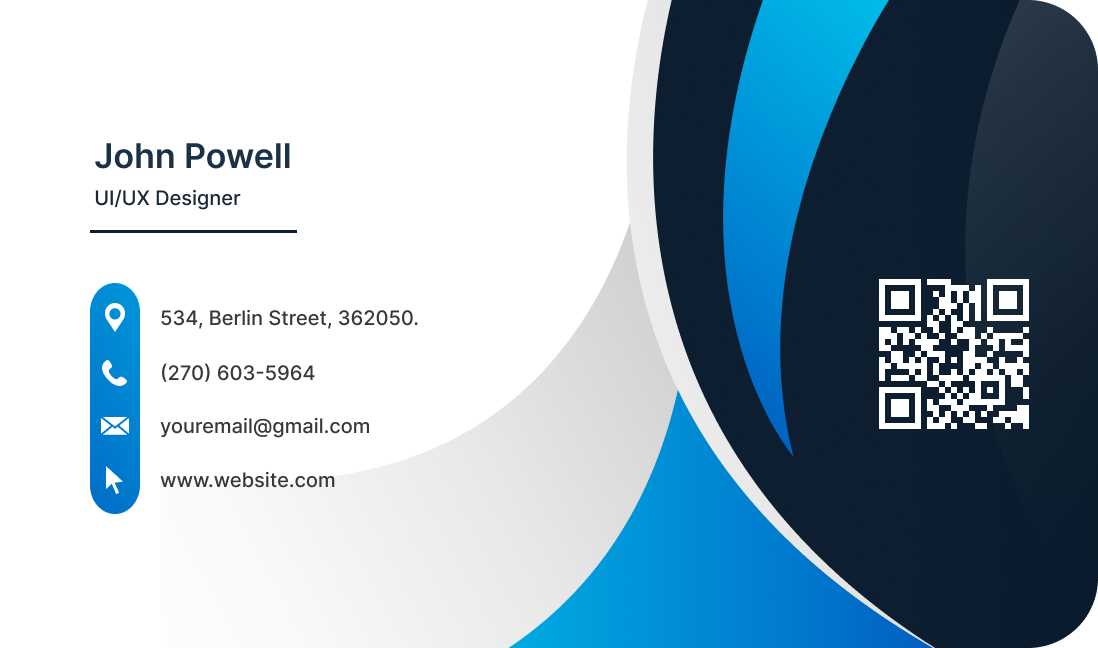 John Powell
UI/UX Designer
534, Berlin Street, 362050.
(270) 603-5964
youremail@gmail.com
www.website.com